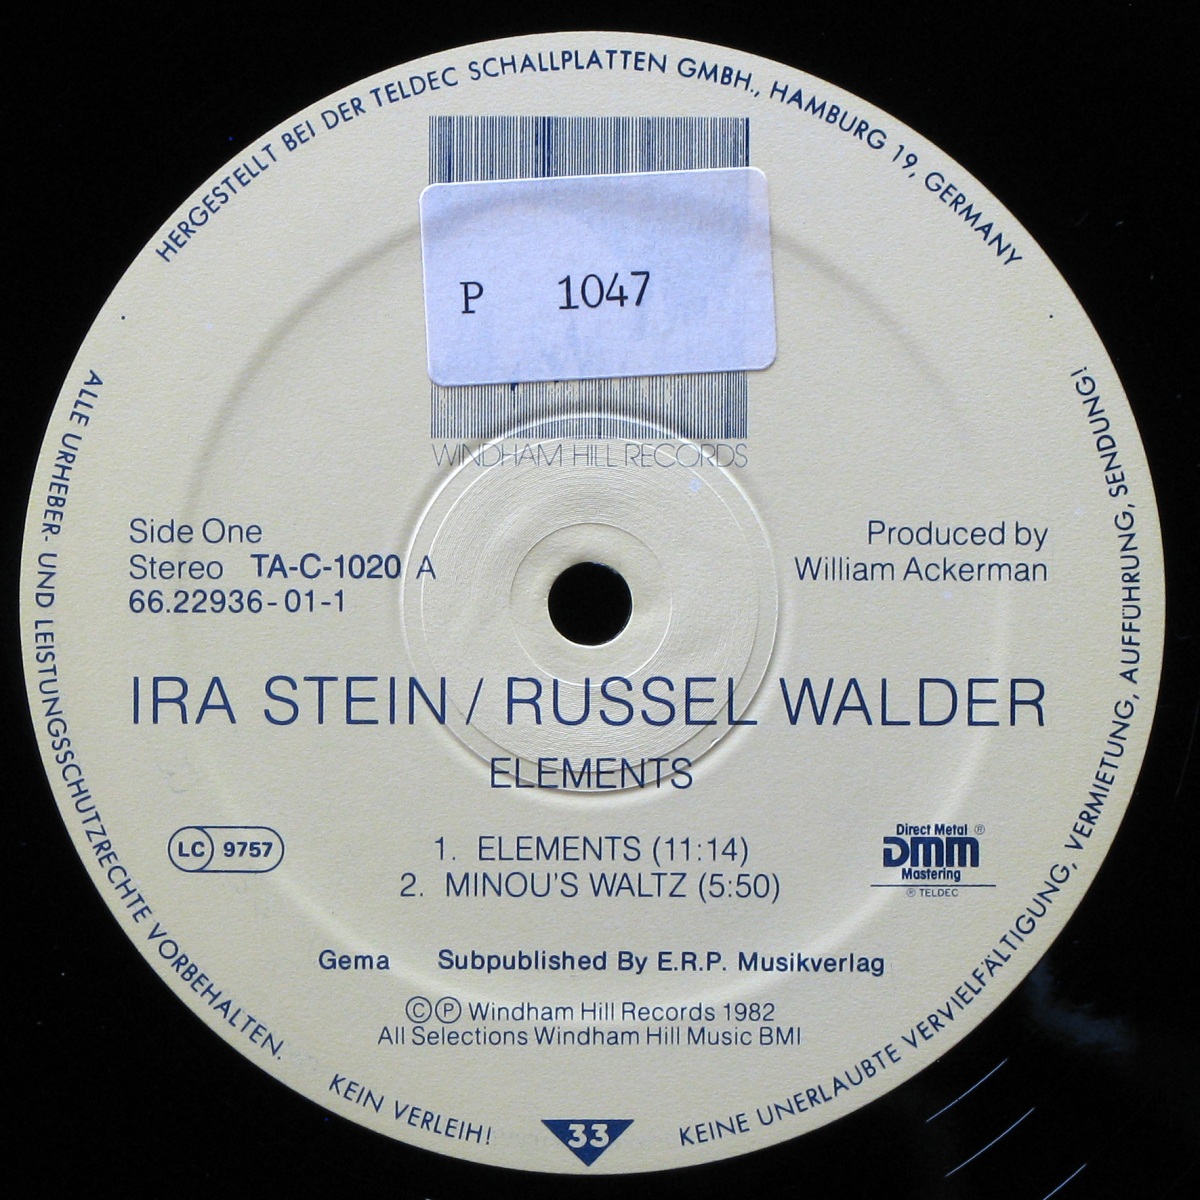 HERGESTELLT BEI DER TELDEC SCHALLPLATTEN GMBH., HAMBURG 19, GERMANY
P 1047
WINDHAM HILL RECORDS
Side One
Stereo TA-C-1020 A
66.22936-01-1
Produced by
William Ackerman
IRA STEIN / RUSSEL WALDER
ELEMENTS
1. ELEMENTS (11:14)
2. MINOU'S WALTZ (5:50)
LC 9757
Direct Metal ®
DMM
Mastering
℗ TELDEC
Gema Subpublished By E.R.P. Musikverlag
©℗ Windham Hill Records 1982
All Selections Windham Hill Music BMI
ALLE URHEBER- UND LEISTUNGSSCHUTZRECHTE VORBEHALTEN.
KEIN VERLEIH!
33
KEINE UNERLAUBTE VERVIELFÄLTIGUNG, VERMIETUNG, AUFFÜHRUNG, SENDUNG!